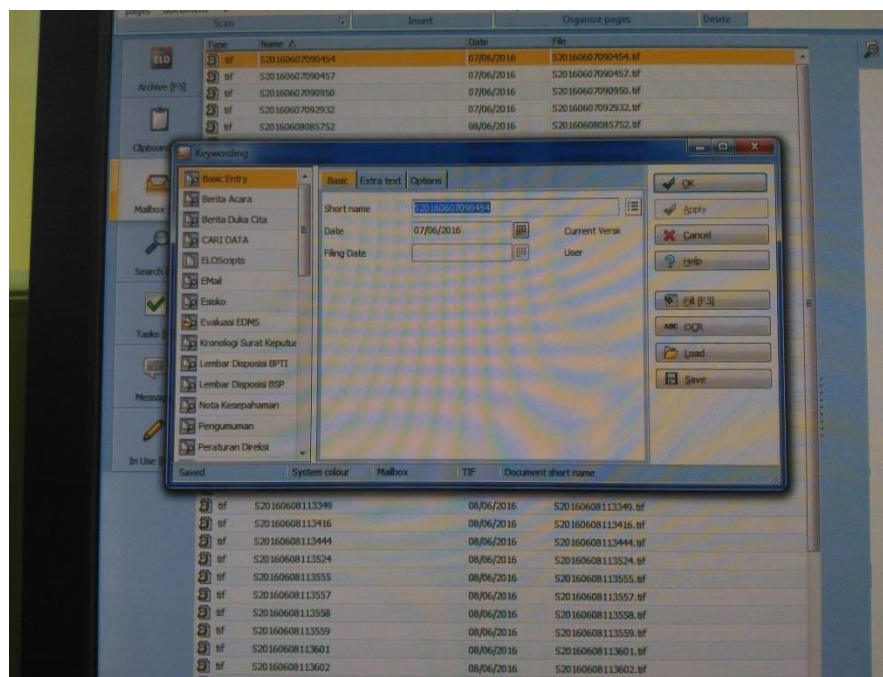 pages document
Scan Insert Organize pages Delete
Type Name Date File
tif S20160607090454 07/06/2016 S20160607090454.tif
tif S20160607090457 07/06/2016 S20160607090457.tif
tif S20160607090950 07/06/2016 S20160607090950.tif
tif S20160607092932 07/06/2016 S20160607092932.tif
tif S20160608085752 08/06/2016 S20160608085752.tif
ELO
Archive [F5]
Clipboard
Mailbox
Search
Tasks
In Use
Keywording
Basic Entry
Berita Acara
Berita Duka Cita
CARI DATA
ELOScripts
EMail
Esisko
Evaluasi EDMS
Kronologi Surat Keputus
Lembar Disposisi BPTI
Lembar Disposisi BSP
Nota Kesepahaman
Pengumuman
Peraturan Direksi
Basic Extra text Options
Short name S20160607090454
Date 07/06/2016 Current Versi
Filing Date User
OK
Apply
Cancel
Help
Fill [F3]
ABC OCR
Load
Save
Saved System colour Mailbox TIF Document short name
tif S20160608113349 08/06/2016 S20160608113349.tif
tif S20160608113416 08/06/2016 S20160608113416.tif
tif S20160608113444 08/06/2016 S20160608113444.tif
tif S20160608113524 08/06/2016 S20160608113524.tif
tif S20160608113555 08/06/2016 S20160608113555.tif
tif S20160608113557 08/06/2016 S20160608113557.tif
tif S20160608113558 08/06/2016 S20160608113558.tif
tif S20160608113559 08/06/2016 S20160608113559.tif
tif S20160608113601 08/06/2016 S20160608113601.tif
tif S20160608113602 08/06/2016 S20160608113602.tif